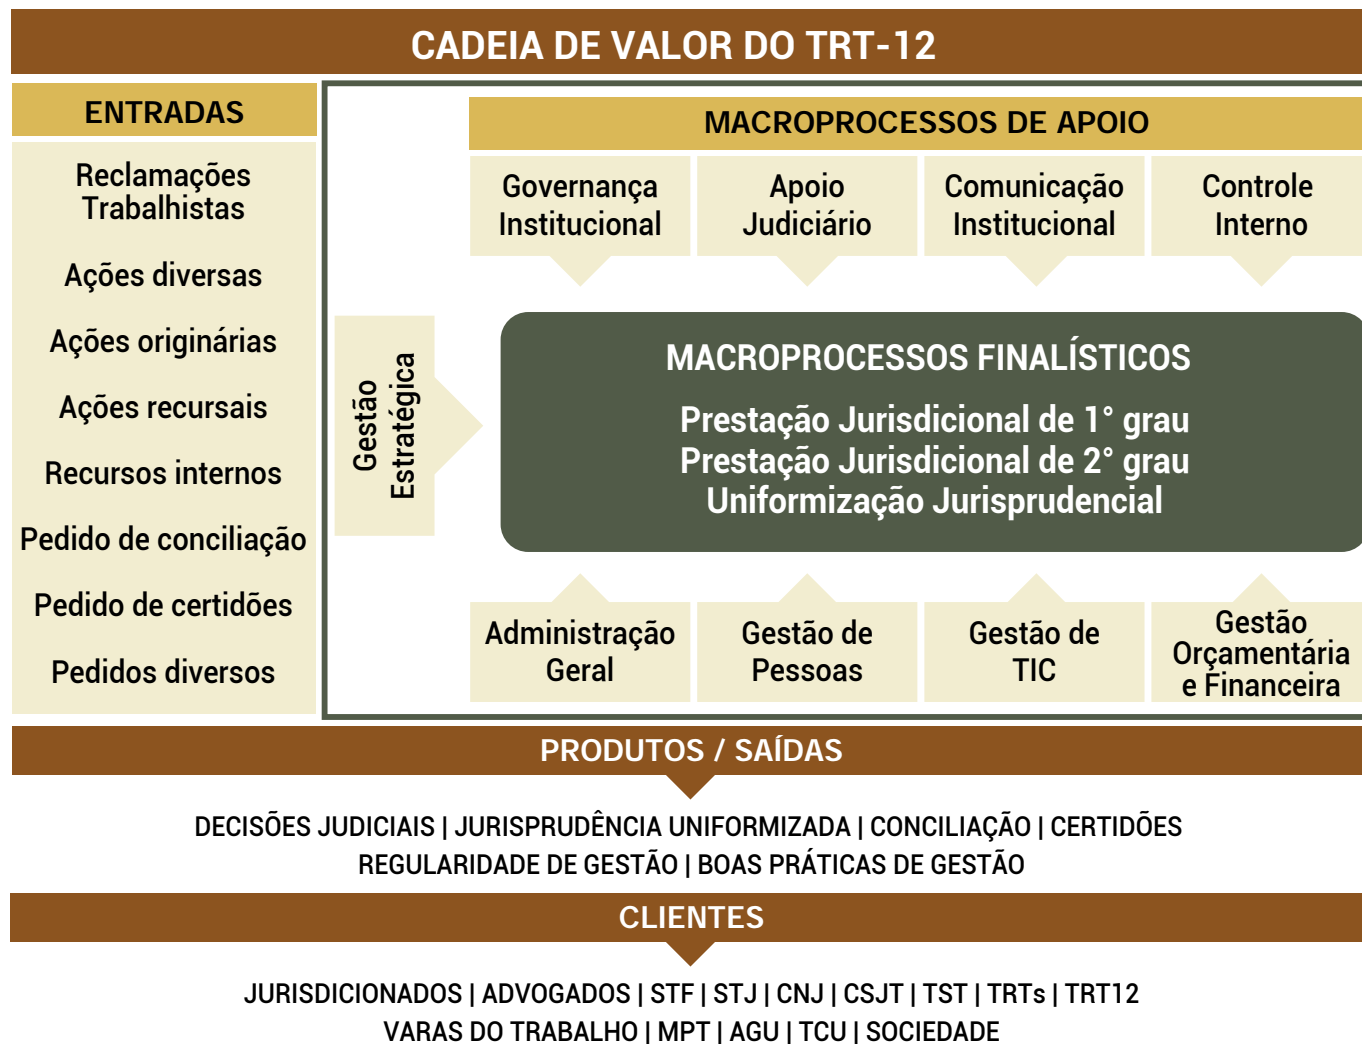 CADEIA DE VALOR DO TRT-12
ENTRADAS
Reclamações
Trabalhistas
Ações diversas
Ações originárias
Ações recursais
Recursos internos
Pedido de conciliação
Pedido de certidões
Pedidos diversos
MACROPROCESSOS DE APOIO
Governança
Institucional
Apoio
Judiciário
Comunicação
Institucional
Controle
Interno
Gestão
Estratégica
MACROPROCESSOS FINALÍSTICOS
Prestação Jurisdicional de 1° grau
Prestação Jurisdicional de 2° grau
Uniformização Jurisprudencial
Administração
Geral
Gestão de
Pessoas
Gestão de
TIC
Gestão
Orçamentária
e Financeira
PRODUTOS / SAÍDAS
DECISÕES JUDICIAIS | JURISPRUDÊNCIA UNIFORMIZADA | CONCILIAÇÃO | CERTIDÕES
REGULARIDADE DE GESTÃO | BOAS PRÁTICAS DE GESTÃO
CLIENTES
JURISDICIONADOS | ADVOGADOS | STF | STJ | CNJ | CSJT | TST | TRTs | TRT12
VARAS DO TRABALHO | MPT | AGU | TCU | SOCIEDADE